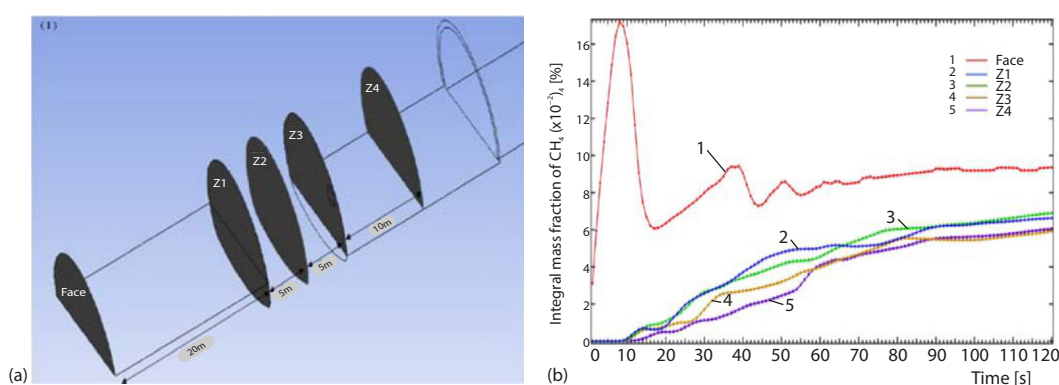 (1)
Z4
Z3
Z2
Z1
Face
10m
5m
5m
20m
(a)
Integral mass fraction of CH₄ (x10⁻²)₄ [%]
16
14
12
10
8
6
4
2
0
0 10 20 30 40 50 60 70 80 90 100 110 120
Time [s]
1 Face
2 Z1
3 Z2
4 Z3
5 Z4
1
2
3
4
5
(b)